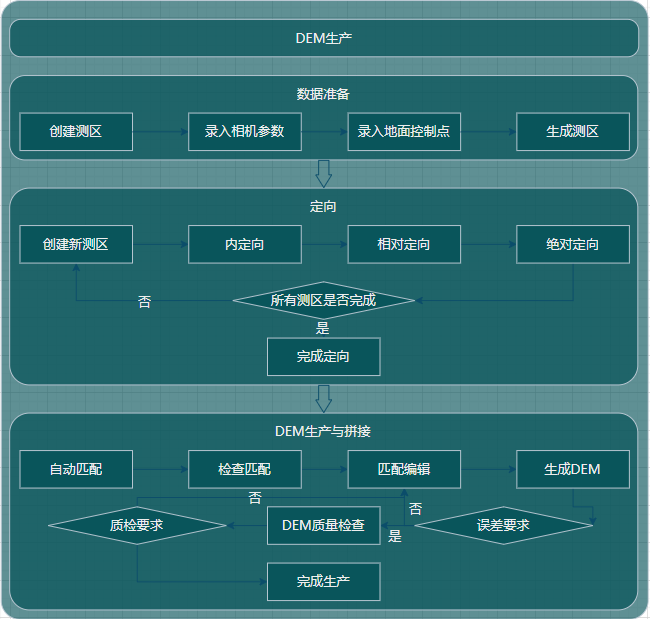 DEM生产
数据准备
创建测区
录入相机参数
录入地面控制点
生成测区
定向
创建新测区
内定向
相对定向
绝对定向
所有测区是否完成
否
是
完成定向
DEM生产与拼接
自动匹配
检查匹配
匹配编辑
生成DEM
否
否
质检要求
DEM质量检查
是
误差要求
完成生产